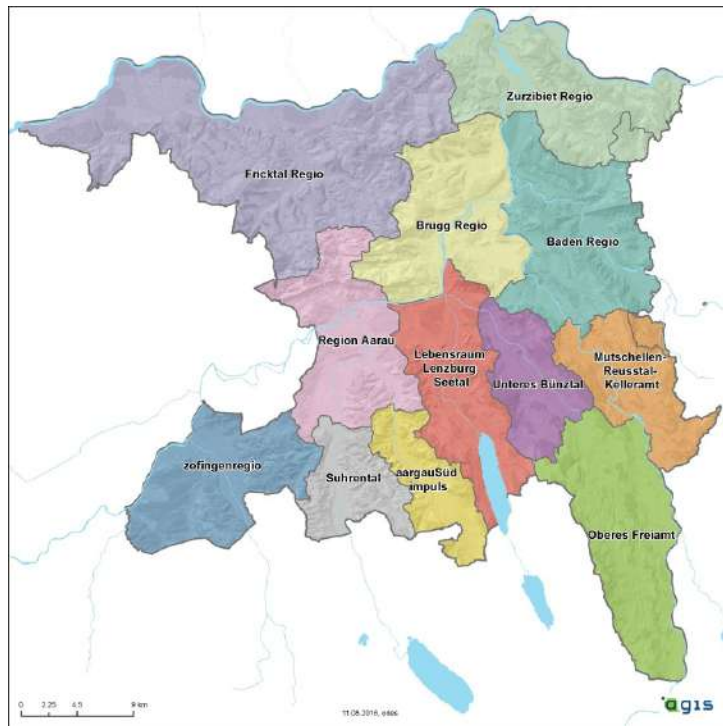 Zurzibiet Regio
Fricktal Regio
Brugg Regio
Baden Regio
Region Aarau
Lebensraum
Lenzburg
Seetal
Mutschellen-
Reusstal-
Kelleramt
Unteres Bünztal
zofingenregio
Suhrental
aargauSüd
impuls
Oberes Freiamt
0 2.25 4.5 9 km
agis